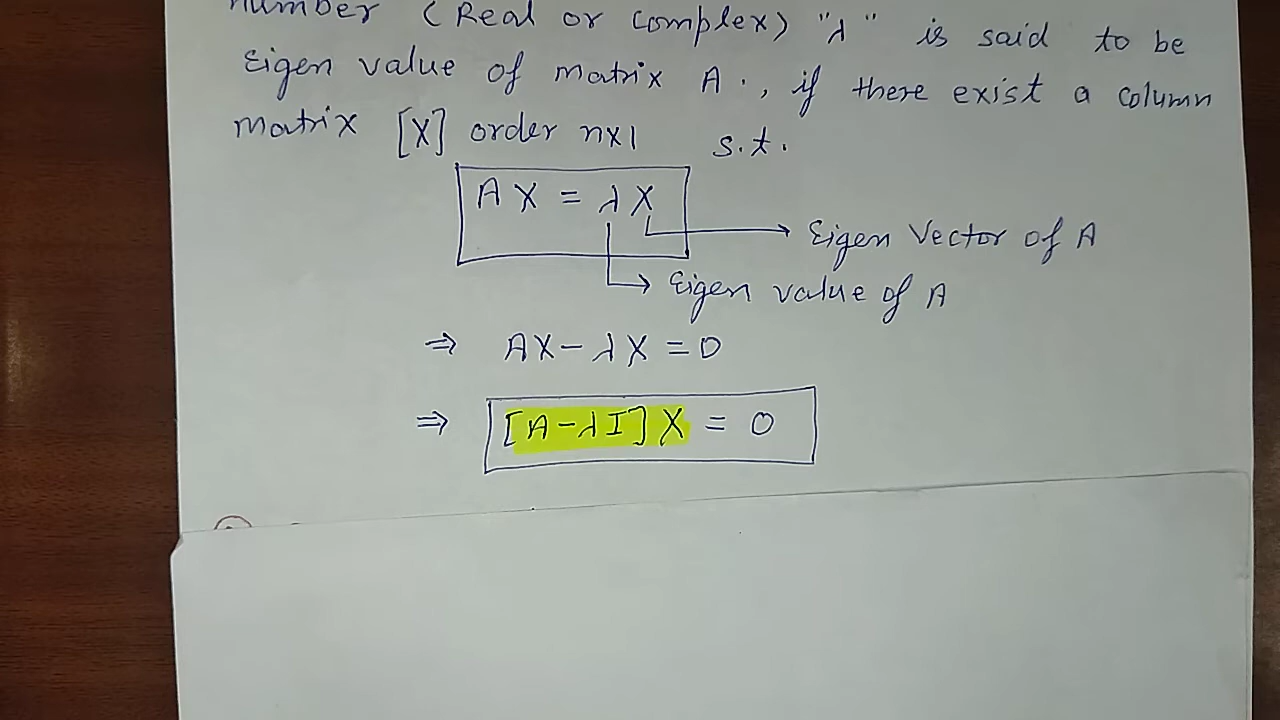 number (Real or complex) "λ" is said to be
Eigen value of matrix A., if there exist a column
matrix [X] order nx1 s.t.
AX = λX
Eigen Vector of A
Eigen value of A
⇒ AX - λX = 0
⇒ [A-λI]X = 0